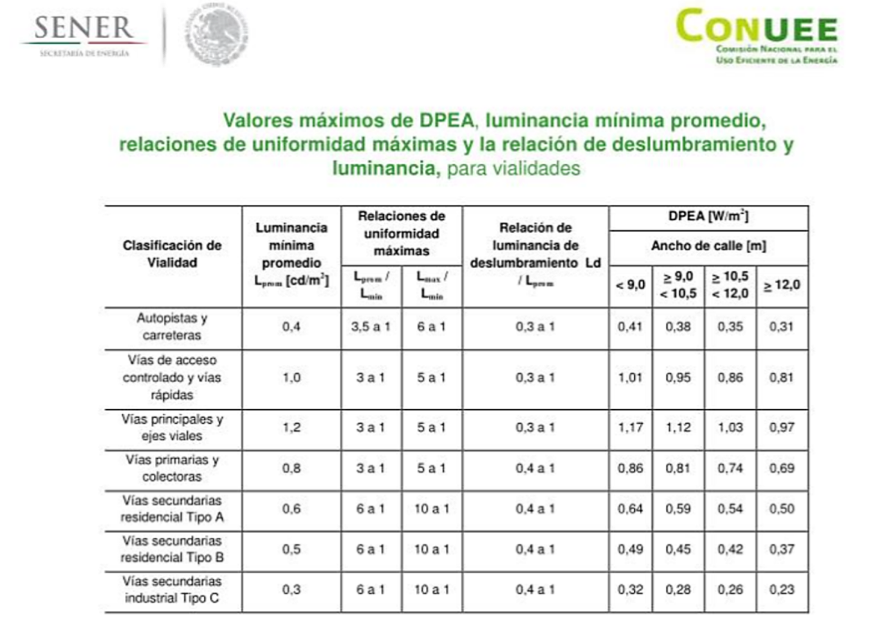 SENER
SECRETARÍA DE ENERGÍA
ESTADOS UNIDOS MEXICANOS
CONUEE
COMISIÓN NACIONAL PARA EL
USO EFICIENTE DE LA ENERGÍA
Valores máximos de DPEA, luminancia mínima promedio,
relaciones de uniformidad máximas y la relación de deslumbramiento y
luminancia, para vialidades
Clasificación de
Vialidad
Luminancia
mínima
promedio
Lprom [cd/m²]
Relaciones de
uniformidad
máximas
Lprom /
Lmin
Lmax /
Lmin
Relación de
luminancia de
deslumbramiento Ld
/ Lprom
DPEA [W/m²]
Ancho de calle [m]
< 9,0
≥ 9,0
< 10,5
≥ 10,5
< 12,0
≥ 12,0
Autopistas y
carreteras
0,4 3,5 a 1 6 a 1 0,3 a 1 0,41 0,38 0,35 0,31
Vías de acceso
controlado y vías
rápidas
1,0 3 a 1 5 a 1 0,3 a 1 1,01 0,95 0,86 0,81
Vías principales y
ejes viales
1,2 3 a 1 5 a 1 0,3 a 1 1,17 1,12 1,03 0,97
Vías primarias y
colectoras
0,8 3 a 1 5 a 1 0,4 a 1 0,86 0,81 0,74 0,69
Vías secundarias
residencial Tipo A
0,6 6 a 1 10 a 1 0,4 a 1 0,64 0,59 0,54 0,50
Vías secundarias
residencial Tipo B
0,5 6 a 1 10 a 1 0,4 a 1 0,49 0,45 0,42 0,37
Vías secundarias
industrial Tipo C
0,3 6 a 1 10 a 1 0,4 a 1 0,32 0,28 0,26 0,23